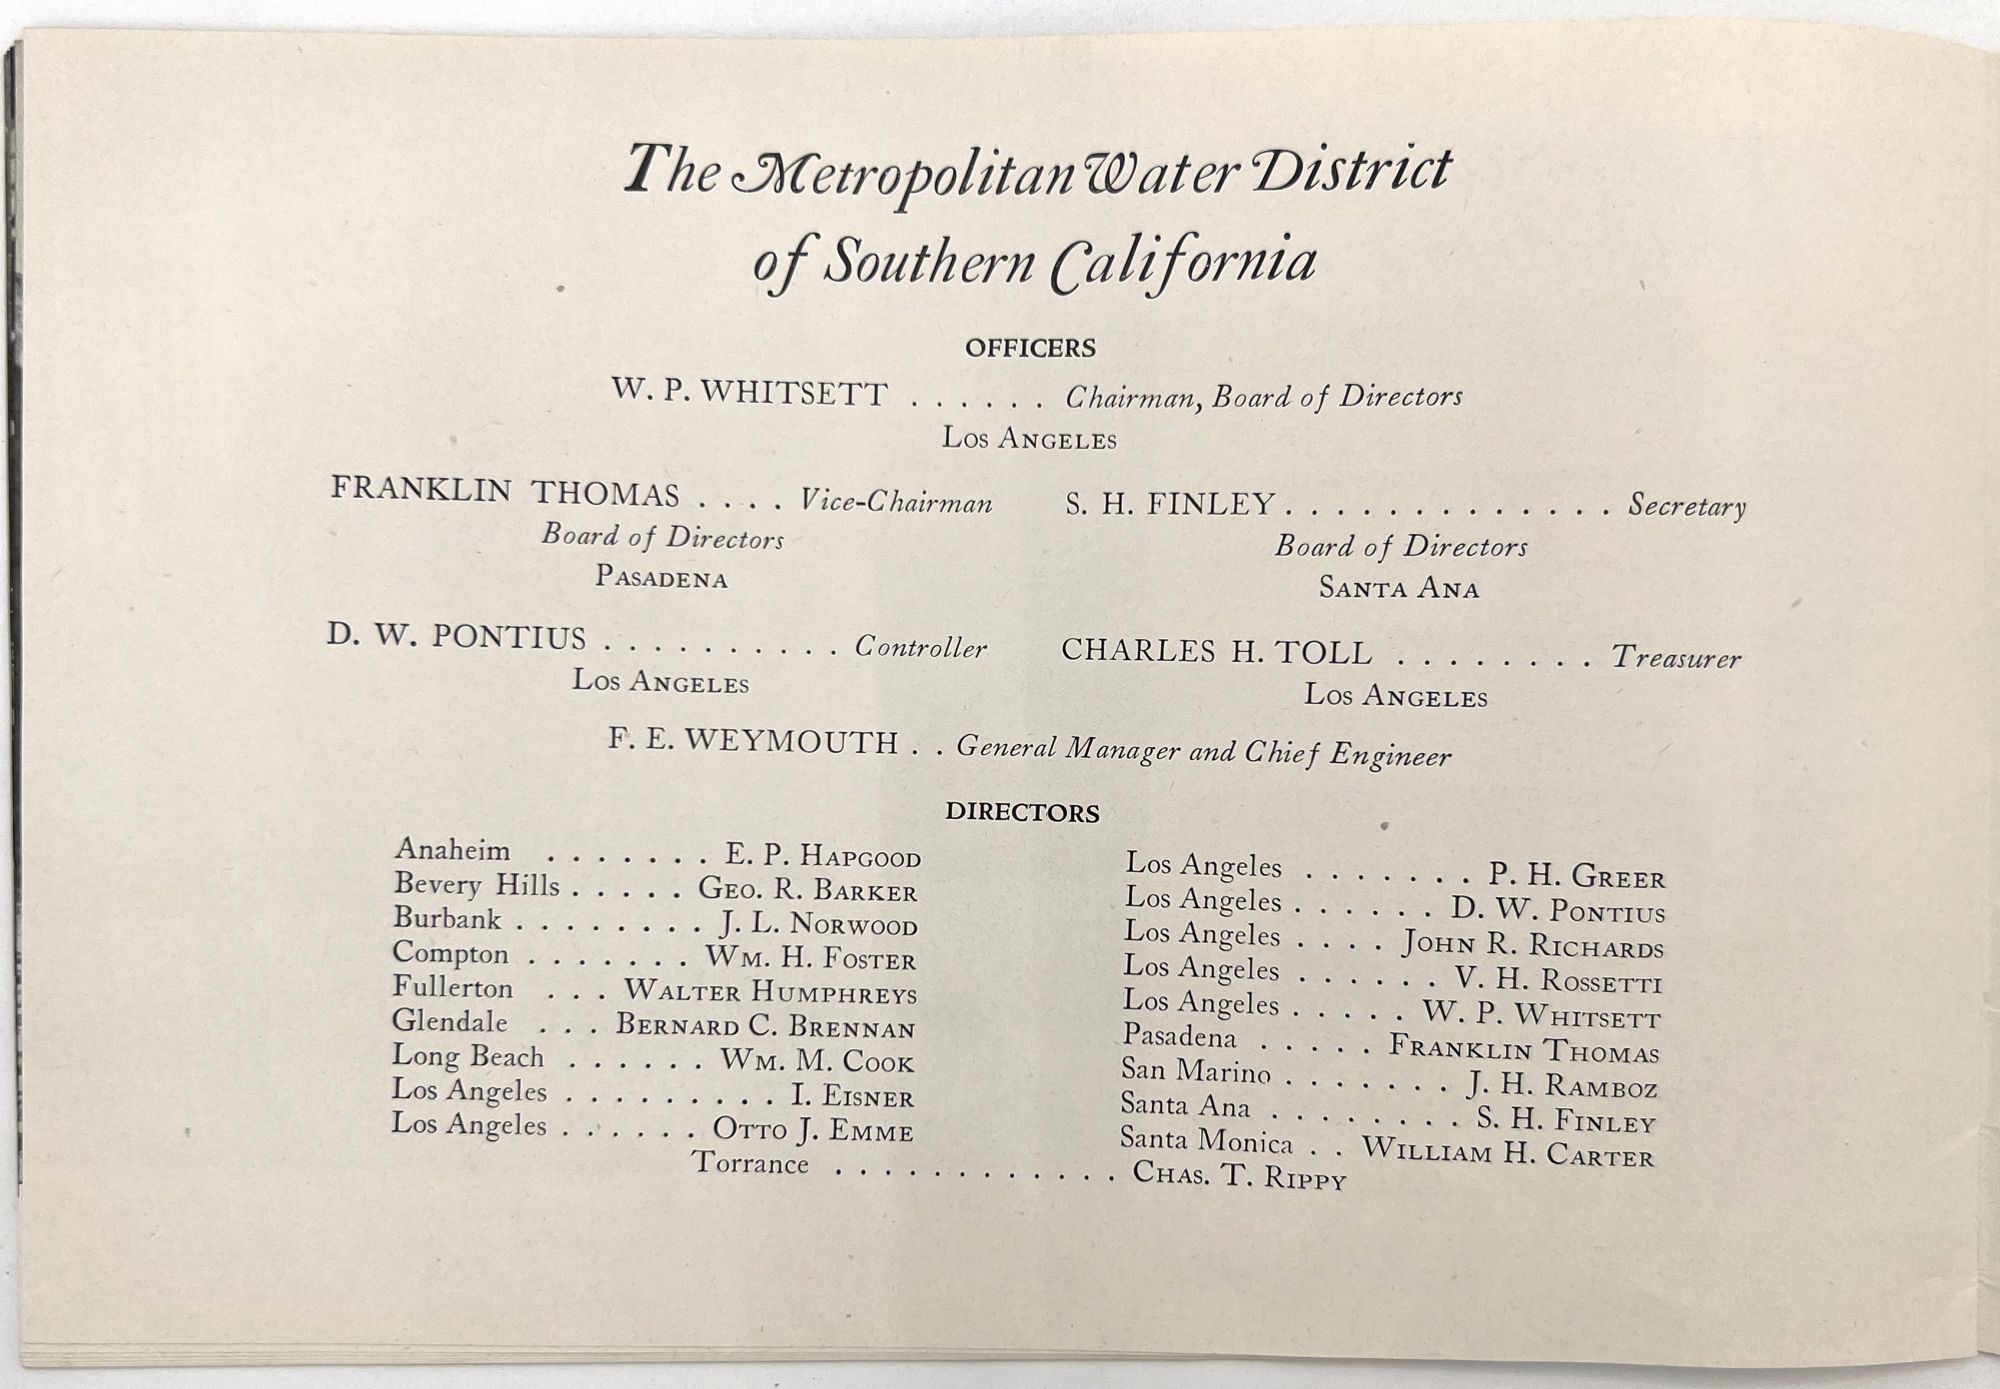 The Metropolitan Water District
of Southern California
OFFICERS
W. P. WHITSETT . . . . . . Chairman, Board of Directors
LOS ANGELES
FRANKLIN THOMAS . . . . Vice-Chairman
Board of Directors
PASADENA
S. H. FINLEY . . . . . . . . . . . . . Secretary
Board of Directors
SANTA ANA
D. W. PONTIUS . . . . . . . . . . Controller
LOS ANGELES
CHARLES H. TOLL . . . . . . . . Treasurer
LOS ANGELES
F. E. WEYMOUTH . . General Manager and Chief Engineer
DIRECTORS
Anaheim . . . . . . . E. P. HAPGOOD
Bevery Hills . . . . . GEO. R. BARKER
Burbank . . . . . . . . J. L. NORWOOD
Compton . . . . . . . WM. H. FOSTER
Fullerton . . . WALTER HUMPHREYS
Glendale . . . BERNARD C. BRENNAN
Long Beach . . . . . . WM. M. COOK
Los Angeles . . . . . . . . . I. EISNER
Los Angeles . . . . . . OTTO J. EMME
Los Angeles . . . . . . . P. H. GREER
Los Angeles . . . . . . D. W. PONTIUS
Los Angeles . . . . JOHN R. RICHARDS
Los Angeles . . . . . . V. H. ROSSETTI
Los Angeles . . . . . W. P. WHITSETT
Pasadena . . . . . FRANKLIN THOMAS
San Marino . . . . . . . J. H. RAMBOZ
Santa Ana . . . . . . . . S. H. FINLEY
Santa Monica . . WILLIAM H. CARTER
Torrance . . . . . . . . . . . . CHAS. T. RIPPY